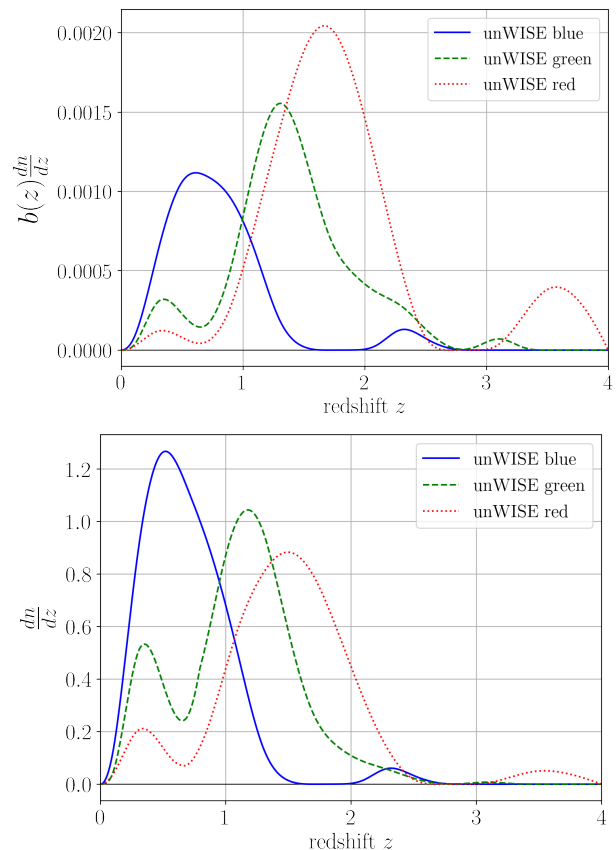 0.0020
0.0015
0.0010
0.0005
0.0000
b(z) dn/dz
unWISE blue
unWISE green
unWISE red
0 1 2 3 4
redshift z
1.2
1.0
0.8
0.6
0.4
0.2
0.0
dn/dz
unWISE blue
unWISE green
unWISE red
0 1 2 3 4
redshift z